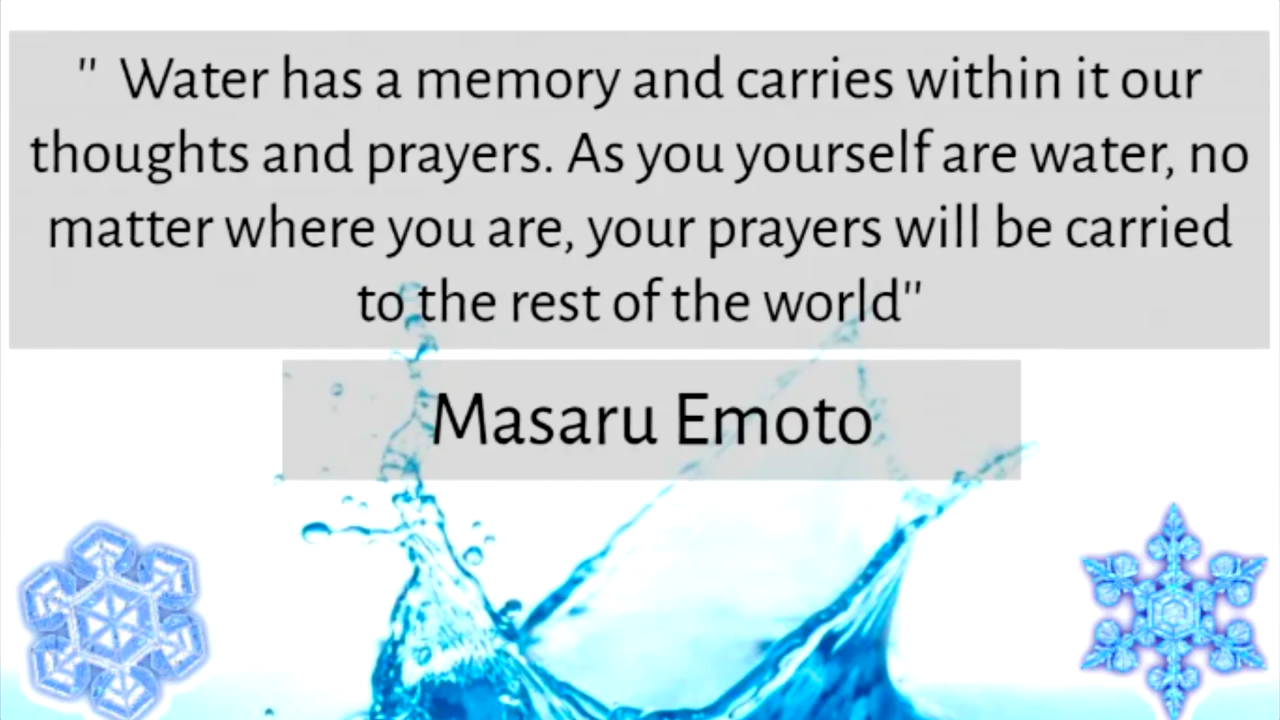 " Water has a memory and carries within it our
thoughts and prayers. As you yourself are water, no
matter where you are, your prayers will be carried
to the rest of the world"
Masaru Emoto